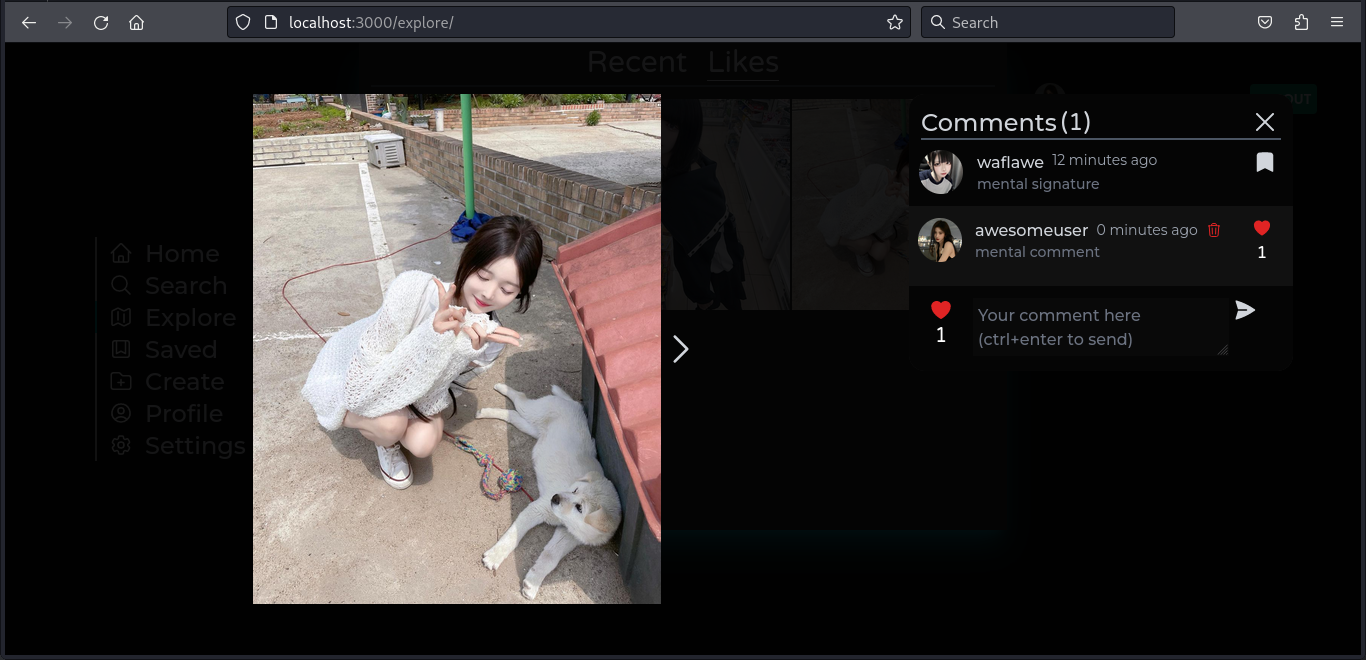 localhost:3000/explore/
Search
Recent Likes
OUT
Comments (1)
waflawe 12 minutes ago
mental signature
awesomeuser 0 minutes ago
mental comment
1
Home
Search
Explore
Saved
Create
Profile
Settings
1
Your comment here
(ctrl+enter to send)